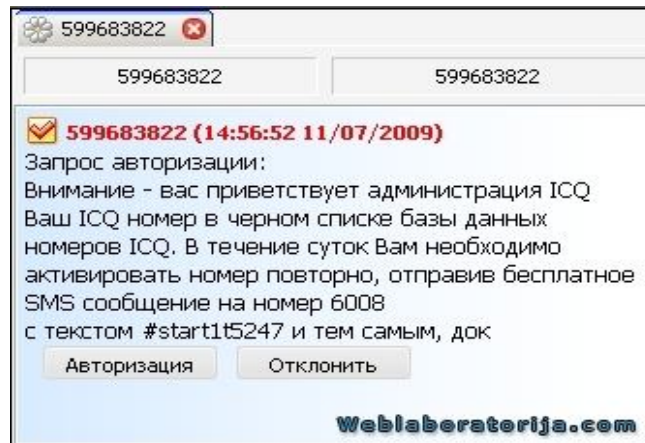 599683822
599683822 599683822
599683822 (14:56:52 11/07/2009)
Запрос авторизации:
Внимание - вас приветствует администрация ICQ
Ваш ICQ номер в черном списке базы данных
номеров ICQ. В течение суток Вам необходимо
активировать номер повторно, отправив бесплатное
SMS сообщение на номер 6008
с текстом #start1t5247 и тем самым, док
Авторизация Отклонить
Weblaboratorija.com